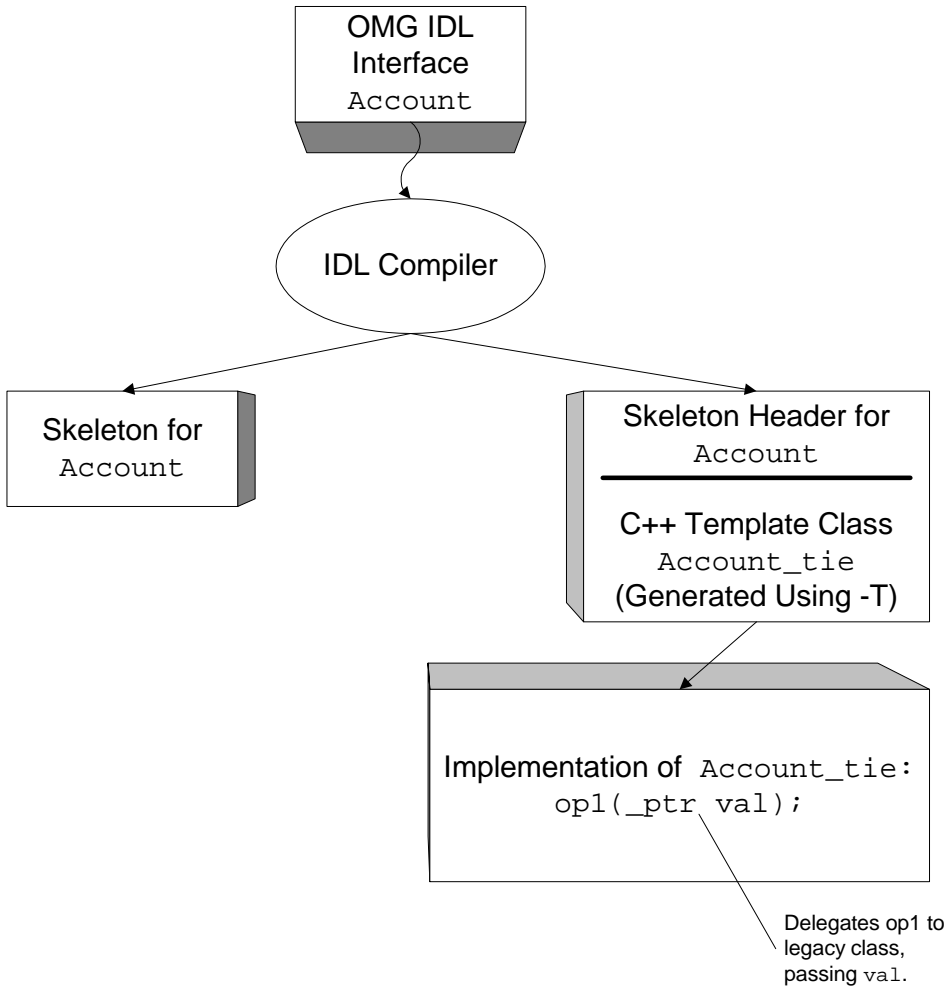 OMG IDL
Interface
Account
IDL Compiler
Skeleton for
Account
Skeleton Header for
Account
C++ Template Class
Account_tie
(Generated Using -T)
Implementation of Account_tie:
op1(_ptr val);
Delegates op1 to
legacy class,
passing val.